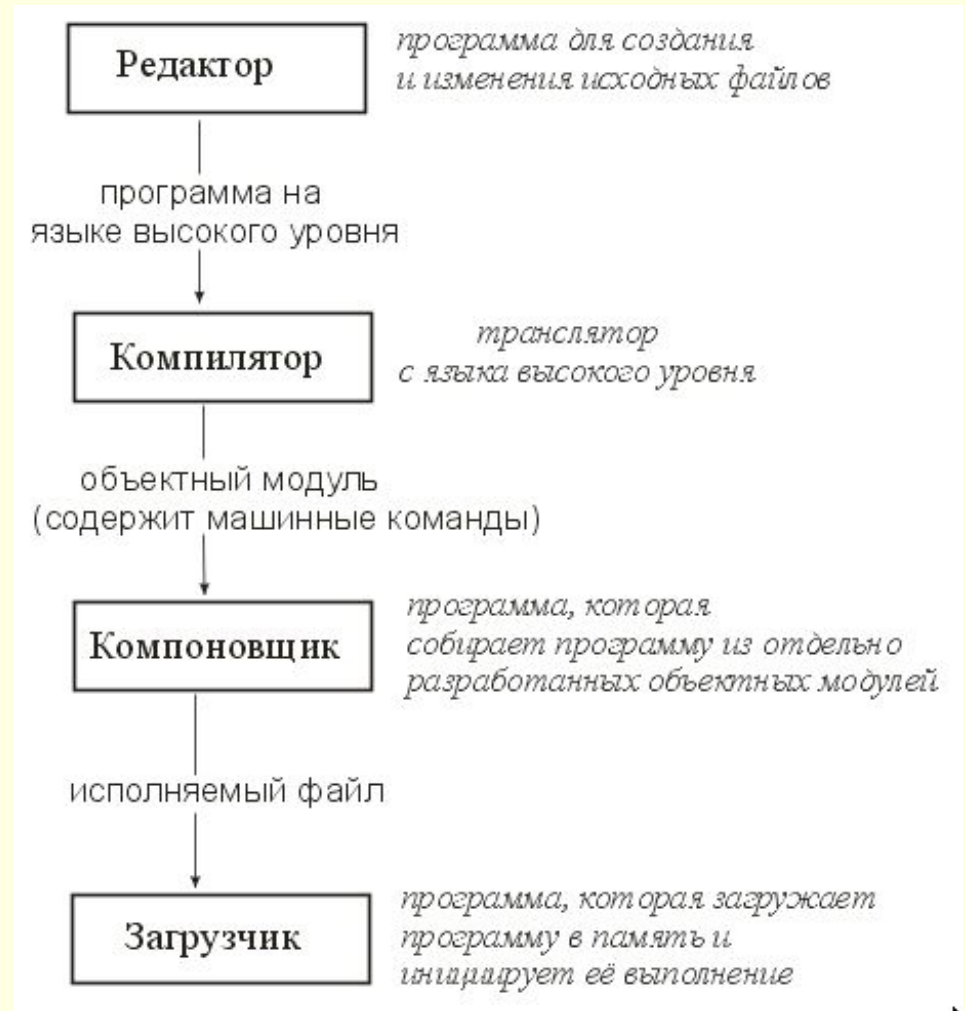 Редактор
программа для создания
и изменения исходных файлов
программа на
языке высокого уровня
Компилятор
транслятор
с языка высокого уровня
объектный модуль
(содержит машинные команды)
Компоновщик
программа, которая
собирает программу из отдельно
разработанных объектных модулей
исполняемый файл
Загрузчик
программа, которая загружает
программу в память и
инициирует её выполнение